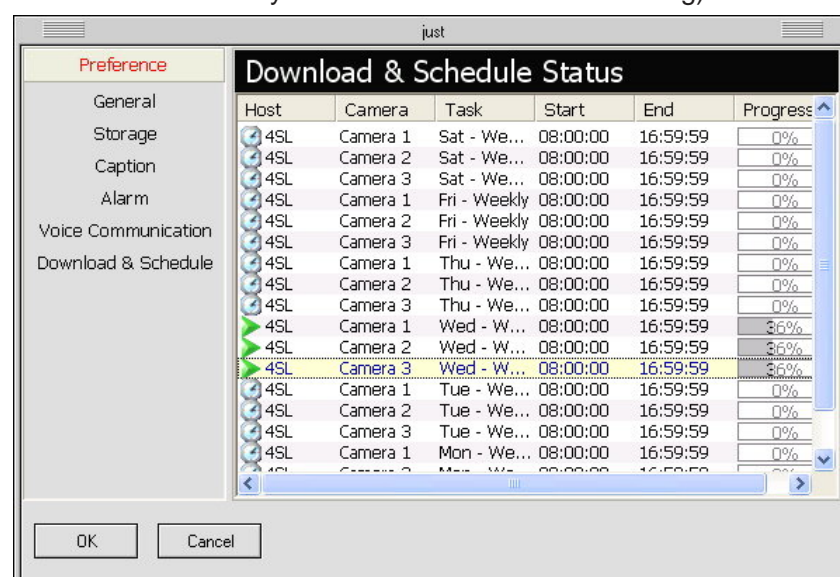 just
Preference
General
Storage
Caption
Alarm
Voice Communication
Download & Schedule
Download & Schedule Status
Host Camera Task Start End Progress
4SL Camera 1 Sat - We... 08:00:00 16:59:59 0%
4SL Camera 2 Sat - We... 08:00:00 16:59:59 0%
4SL Camera 3 Sat - We... 08:00:00 16:59:59 0%
4SL Camera 1 Fri - Weekly 08:00:00 16:59:59 0%
4SL Camera 2 Fri - Weekly 08:00:00 16:59:59 0%
4SL Camera 3 Fri - Weekly 08:00:00 16:59:59 0%
4SL Camera 1 Thu - We... 08:00:00 16:59:59 0%
4SL Camera 2 Thu - We... 08:00:00 16:59:59 0%
4SL Camera 3 Thu - We... 08:00:00 16:59:59 0%
4SL Camera 1 Wed - W... 08:00:00 16:59:59 36%
4SL Camera 2 Wed - W... 08:00:00 16:59:59 36%
4SL Camera 3 Wed - W... 08:00:00 16:59:59 36%
4SL Camera 1 Tue - We... 08:00:00 16:59:59 0%
4SL Camera 2 Tue - We... 08:00:00 16:59:59 0%
4SL Camera 3 Tue - We... 08:00:00 16:59:59 0%
4SL Camera 1 Mon - We... 08:00:00 16:59:59 0%
OK Cancel